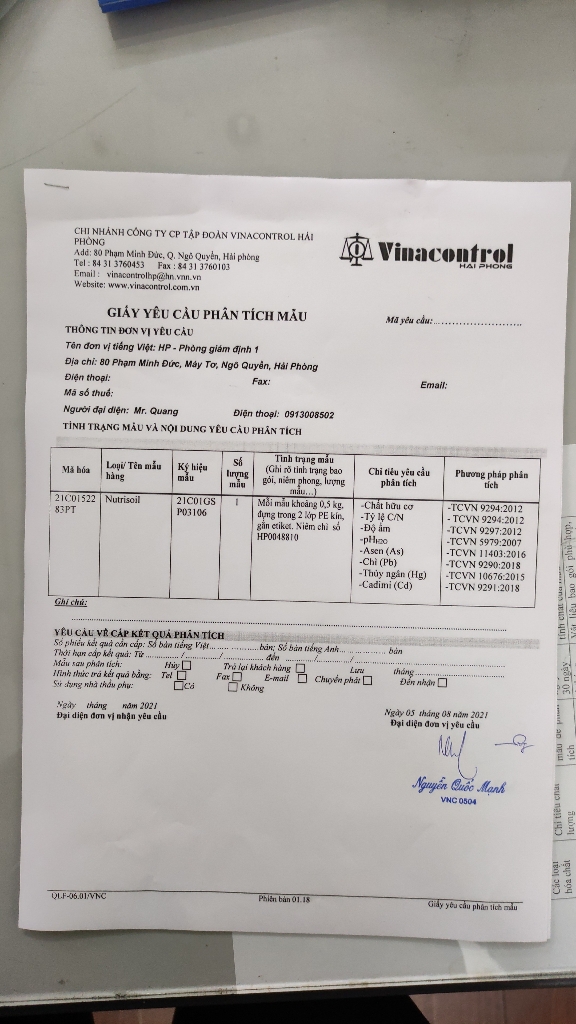 CHI NHÁNH CÔNG TY CP TẬP ĐOÀN VINACONTROL HẢI
PHÒNG
Add: 80 Phạm Minh Đức, Q. Ngô Quyền, Hải phòng
Tel : 84 31 3760453 Fax : 84 31 3760103
Email : vinacontrolhp@hn.vnn.vn
Website: www.vinacontrol.com.vn
Vinacontrol
HAI PHONG
GIẤY YÊU CẦU PHÂN TÍCH MẪU
Mã yêu cầu:..........................
THÔNG TIN ĐƠN VỊ YÊU CẦU
Tên đơn vị tiếng Việt: HP - Phòng giám định 1
Địa chỉ: 80 Phạm Minh Đức, Máy Tơ, Ngô Quyền, Hải Phòng
Điện thoại: Fax: Email:
Mã số thuế:
Người đại diện: Mr. Quang Điện thoại: 0913008502
TÌNH TRẠNG MẪU VÀ NỘI DUNG YÊU CẦU PHÂN TÍCH
Mã hóa
Loại/ Tên mẫu
hàng
Ký hiệu
mẫu
Số
lượng
mẫu
Tình trạng mẫu
(Ghi rõ tình trạng bao
gói, niêm phong, lượng
mẫu...)
Chỉ tiêu yêu cầu
phân tích
Phương pháp phân
tích
21C01522
83PT
Nutrisoil
21C01GS
P03106
1
Mỗi mẫu khoảng 0,5 kg,
đựng trong 2 lớp PE kín,
gắn etiket. Niêm chì số
HP0048810
-Chất hữu cơ
-Tỷ lệ C/N
-Độ ẩm
-pHH2O
-Asen (As)
-Chì (Pb)
-Thủy ngân (Hg)
-Cadimi (Cd)
-TCVN 9294:2012
- TCVN 9294:2012
-TCVN 9297:2012
-TCVN 5979:2007
-TCVN 11403:2016
-TCVN 9290:2018
-TCVN 10676:2015
-TCVN 9291:2018
Ghi chú:
YÊU CẦU VỀ CẤP KẾT QUẢ PHÂN TÍCH
Số phiếu kết quả cần cấp: Số bản tiếng Việt.................. bản; Số bản tiếng Anh.................. bản
Thời hạn cấp kết quả: Từ ........./........./.........đến ........./........./.........
Mẫu sau phân tích: Hủy Trả lại khách hàng Lưu tháng..................
Hình thức trả kết quả bằng: Tel Fax E-mail Chuyển phát Đến nhận
Sử dụng nhà thầu phụ: Có Không
Ngày tháng năm 2021
Đại diện đơn vị nhận yêu cầu
Ngày 05 tháng 08 năm 2021
Đại diện đơn vị yêu cầu
Nguyễn Quốc Mạnh
VNC 0504
QLF-06.01/VNC
Phiên bản 01.18
Giấy yêu cầu phân tích mẫu
Các loại
hóa chất
Chỉ tiêu chất
lượng
tích
30 ngày